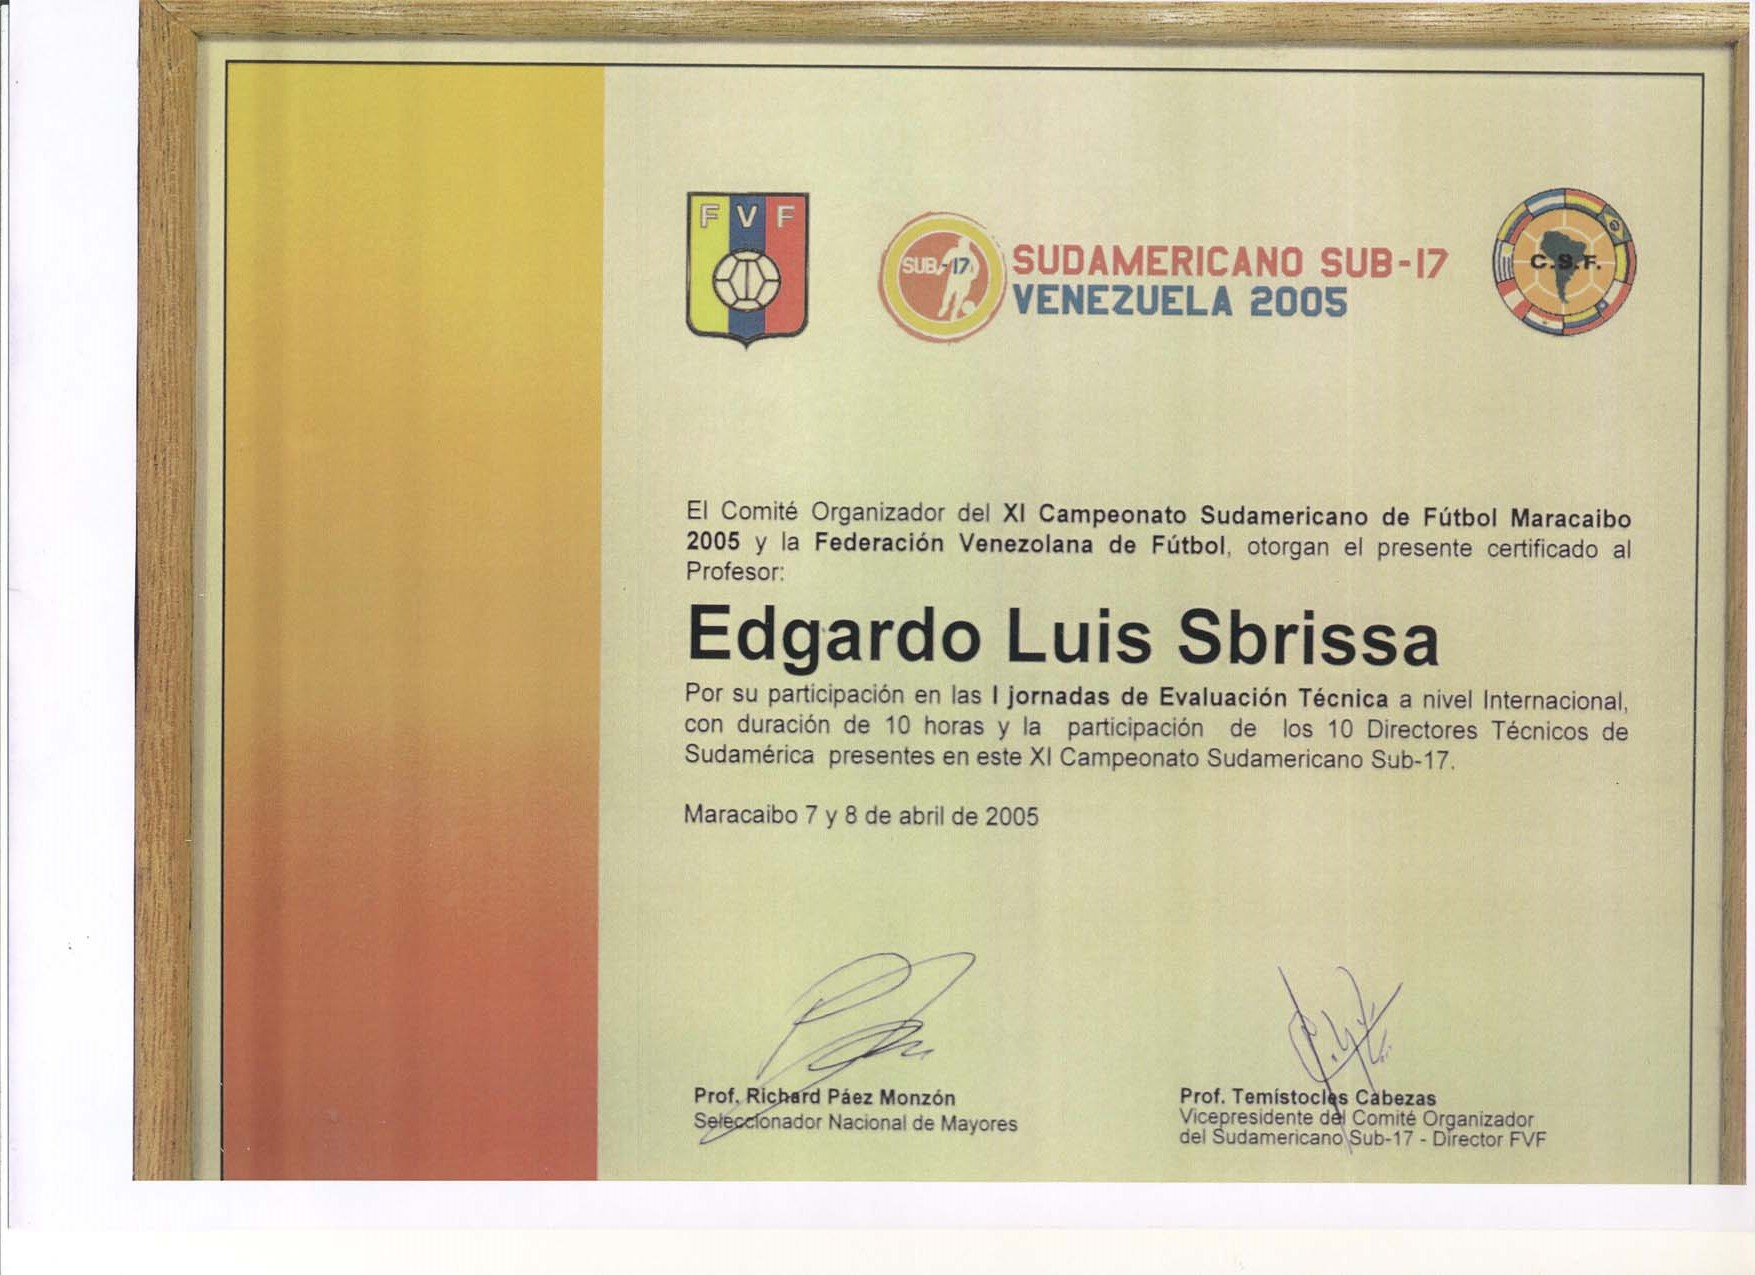 F V F
SUB-17
SUDAMERICANO SUB-17
VENEZUELA 2005
C.S.F.
El Comité Organizador del XI Campeonato Sudamericano de Fútbol Maracaibo
2005 y la Federación Venezolana de Fútbol, otorgan el presente certificado al
Profesor:
Edgardo Luis Sbrissa
Por su participación en las I jornadas de Evaluación Técnica a nivel Internacional,
con duración de 10 horas y la participación de los 10 Directores Técnicos de
Sudamérica presentes en este XI Campeonato Sudamericano Sub-17.
Maracaibo 7 y 8 de abril de 2005
Prof. Richard Páez Monzón
Seleccionador Nacional de Mayores
Prof. Temístocles Cabezas
Vicepresidente del Comité Organizador
del Sudamericano Sub-17 - Director FVF